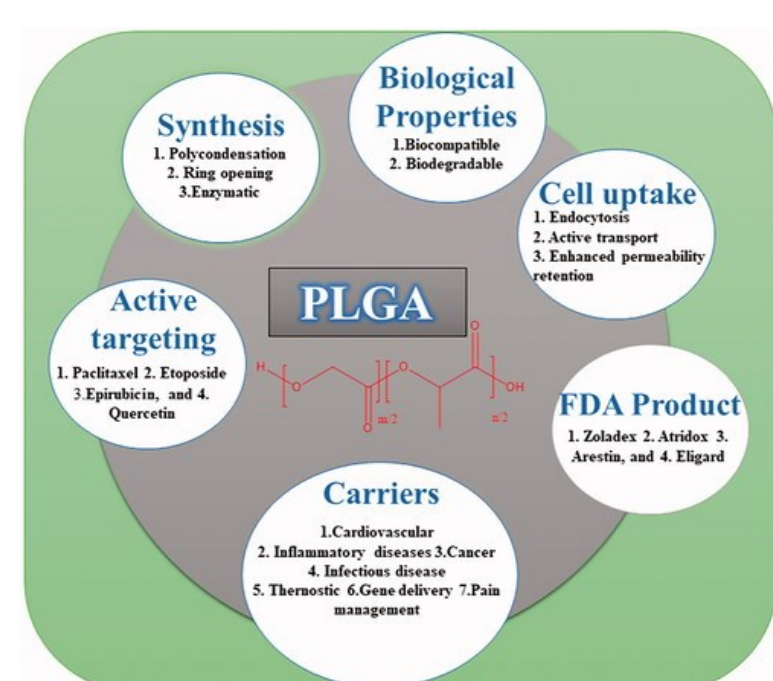 Biological
Properties
1.Biocompatible
2. Biodegradable
Synthesis
1. Polycondensation
2. Ring opening
3.Enzymatic
Cell uptake
1. Endocytosis
2. Active transport
3. Enhanced permeability
retention
PLGA
Active
targeting
1. Paclitaxel 2. Etoposide
3.Epirubicin, and 4.
Quercetin
H
O
O
m/2
O
O
OH
n/2
FDA Product
1. Zoladex 2. Atridox 3.
Arestin, and 4. Eligard
Carriers
1.Cardiovascular
2. Inflammatory diseases 3.Cancer
4. Infectious disease
5. Thernostic 6.Gene delivery 7.Pain
management